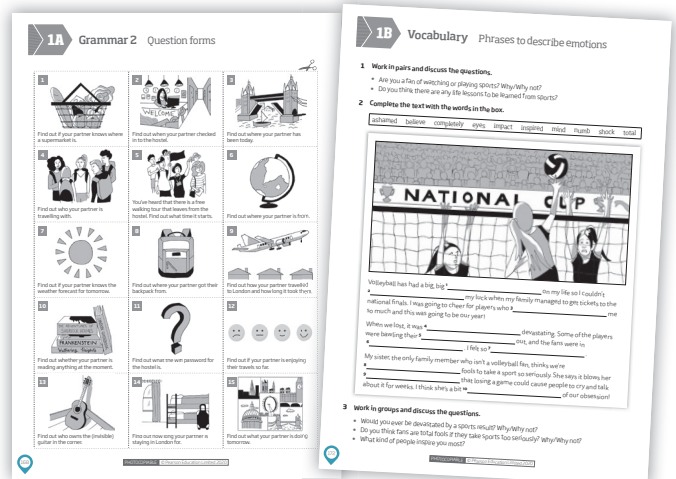 1A Grammar 2 Question forms
1
Find out if your partner knows where
a supermarket is.
2
WELCOME
Find out when your partner checked
in to the hostel.
3
Find out where your partner has
been today.
4
Find out who your partner is
travelling with.
5
You've heard that there is a free
walking tour that leaves from the
hostel. Find out what time it starts.
6
Find out where your partner is from.
7
Find out if your partner knows the
weather forecast for tomorrow.
8
Find out where your partner got their
backpack from.
9
Find out how your partner travelled
to London and how long it took them.
10
FRANKENSTEIN
Wuthering Heights
Find out whether your partner is
reading anything at the moment.
11
Find out what the wifi password for
the hostel is.
12
Find out if your partner is enjoying
their travels so far.
13
Find out who owns the (invisible)
guitar in the corner.
14
Find out how long your partner is
staying in London for.
15
Find out what your partner is doing
tomorrow.
PHOTOCOPIABLE © Pearson Education Limited 2020
1B Vocabulary Phrases to describe emotions
1 Work in pairs and discuss the questions.
• Are you a fan of watching or playing sports? Why/Why not?
• Do you think there are any life lessons to be learned from sports?
2 Complete the text with the words in the box.
ashamed believe completely eyes impact inspired mind numb shock total
NATIONAL CUP
Volleyball has had a big, big 1 on my life so I couldn't
2 my luck when my family managed to get tickets to the
national finals. I was going to cheer for players who 3 me
so much and this was going to be our year!
When we lost, it was 4 devastating. Some of the players
were bawling their 5 out, and the fans were in
6 . I felt so 7 .
My sister, the only family member who isn't a volleyball fan, thinks we're
8 fools to take a sport so seriously. She says it blows her
9 that losing a game could cause people to cry and talk
about it for weeks. I think she's a bit 10 of our obsession!
3 Work in groups and discuss the questions.
• Would you ever be devastated by a sports result? Why/Why not?
• Do you think fans are total fools if they take sports too seriously? Why/Why not?
• What kind of people inspire you most?
PHOTOCOPIABLE © Pearson Education Limited 2020